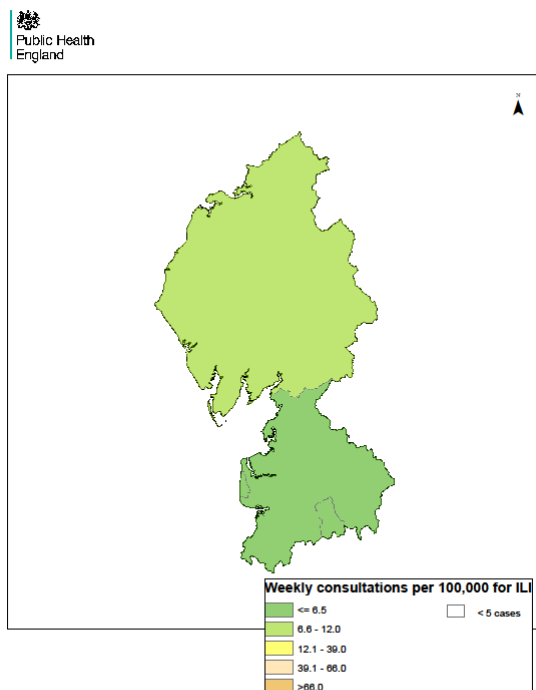 Public Health
England
N
Weekly consultations per 100,000 for ILI
<= 6.5
< 5 cases
6.6 - 12.0
12.1 - 39.0
39.1 - 66.0
>66.0